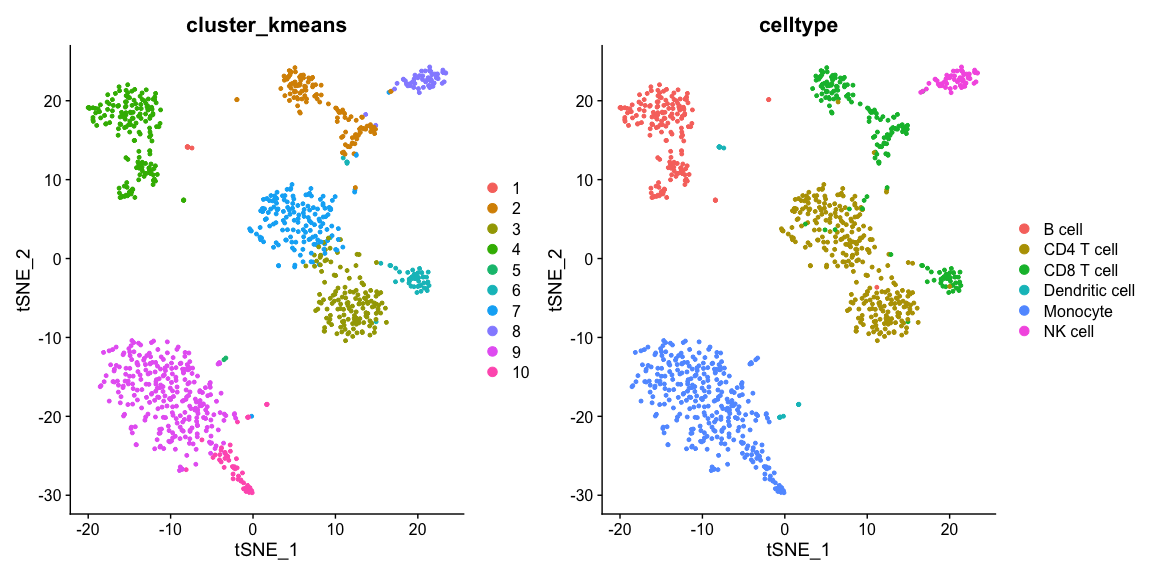 cluster_kmeans
tSNE_2
20
10
0
-10
-20
-30
-20
-10
0
10
20
tSNE_1
1
2
3
4
5
6
7
8
9
10
celltype
tSNE_2
20
10
0
-10
-20
-30
-20
-10
0
10
20
tSNE_1
B cell
CD4 T cell
CD8 T cell
Dendritic cell
Monocyte
NK cell